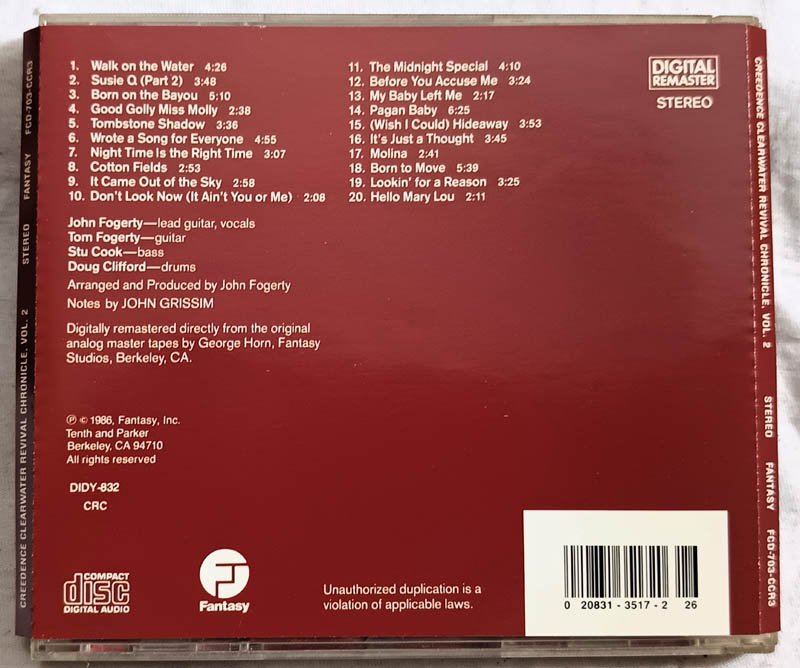 1. Walk on the Water 4:26
2. Susie Q (Part 2) 3:48
3. Born on the Bayou 5:10
4. Good Golly Miss Molly 2:38
5. Tombstone Shadow 3:36
6. Wrote a Song for Everyone 4:55
7. Night Time Is the Right Time 3:07
8. Cotton Fields 2:53
9. It Came Out of the Sky 2:58
10. Don't Look Now (It Ain't You or Me) 2:08
11. The Midnight Special 4:10
12. Before You Accuse Me 3:24
13. My Baby Left Me 2:17
14. Pagan Baby 6:25
15. (Wish I Could) Hideaway 3:53
16. It's Just a Thought 3:45
17. Molina 2:41
18. Born to Move 5:39
19. Lookin' for a Reason 3:25
20. Hello Mary Lou 2:11
DIGITAL
REMASTER
STEREO
John Fogerty—lead guitar, vocals
Tom Fogerty—guitar
Stu Cook—bass
Doug Clifford—drums
Arranged and Produced by John Fogerty
Notes by JOHN GRISSIM
Digitally remastered directly from the original
analog master tapes by George Horn, Fantasy
Studios, Berkeley, CA.
℗ © 1986, Fantasy, Inc.
Tenth and Parker
Berkeley, CA 94710
All rights reserved
DIDY-832
CRC
COMPACT
disc
DIGITAL AUDIO
Fantasy
Unauthorized duplication is a
violation of applicable laws.
0 20831-3517-2 26
CREEDENCE CLEARWATER REVIVAL CHRONICLE, VOL. 2 STEREO FANTASY FCD-703-CCR3
CREEDENCE CLEARWATER REVIVAL CHRONICLE, VOL. 2 STEREO FANTASY FCD-703-CCR3